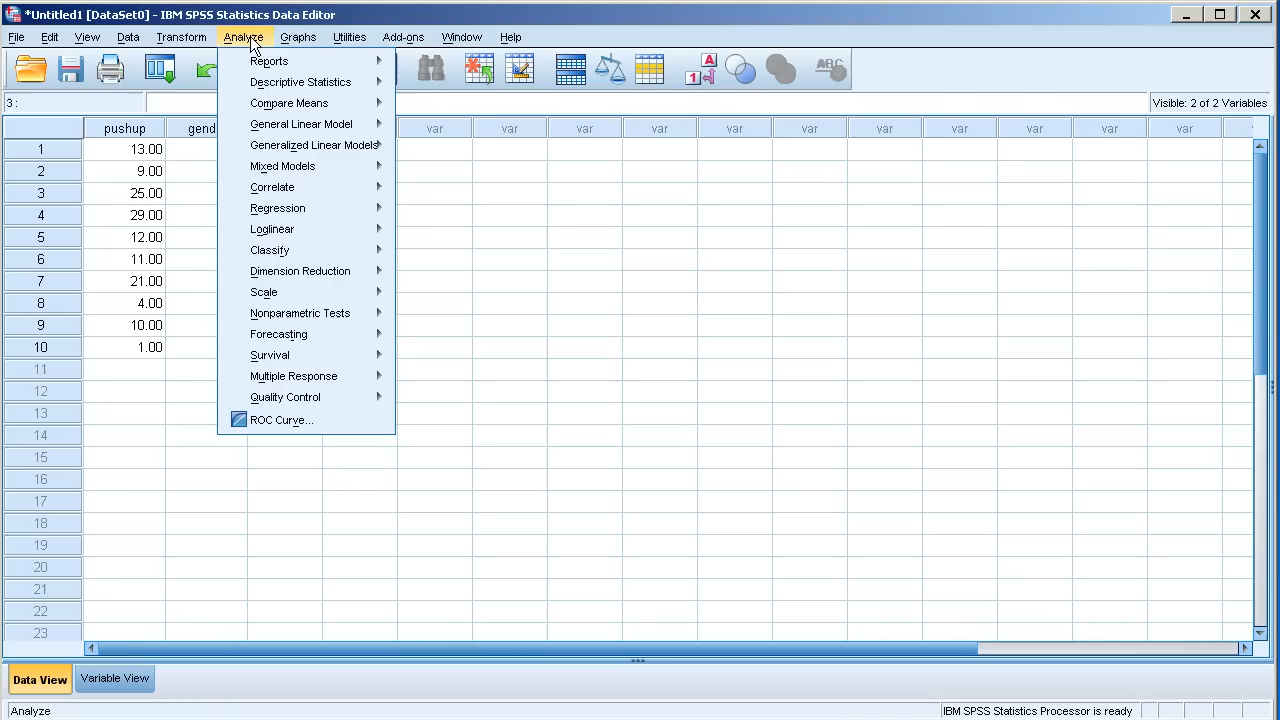 *Untitled1 [DataSet0] - IBM SPSS Statistics Data Editor
File Edit View Data Transform Analyze Graphs Utilities Add-ons Window Help
3 : Visible: 2 of 2 Variables
pushup gend var var var var var var var var var var var
1 13.00
2 9.00
3 25.00
4 29.00
5 12.00
6 11.00
7 21.00
8 4.00
9 10.00
10 1.00
11
12
13
14
15
16
17
18
19
20
21
22
23
Reports
Descriptive Statistics
Compare Means
General Linear Model
Generalized Linear Models
Mixed Models
Correlate
Regression
Loglinear
Classify
Dimension Reduction
Scale
Nonparametric Tests
Forecasting
Survival
Multiple Response
Quality Control
ROC Curve...
A
1
ABC
Data View Variable View
Analyze IBM SPSS Statistics Processor is ready